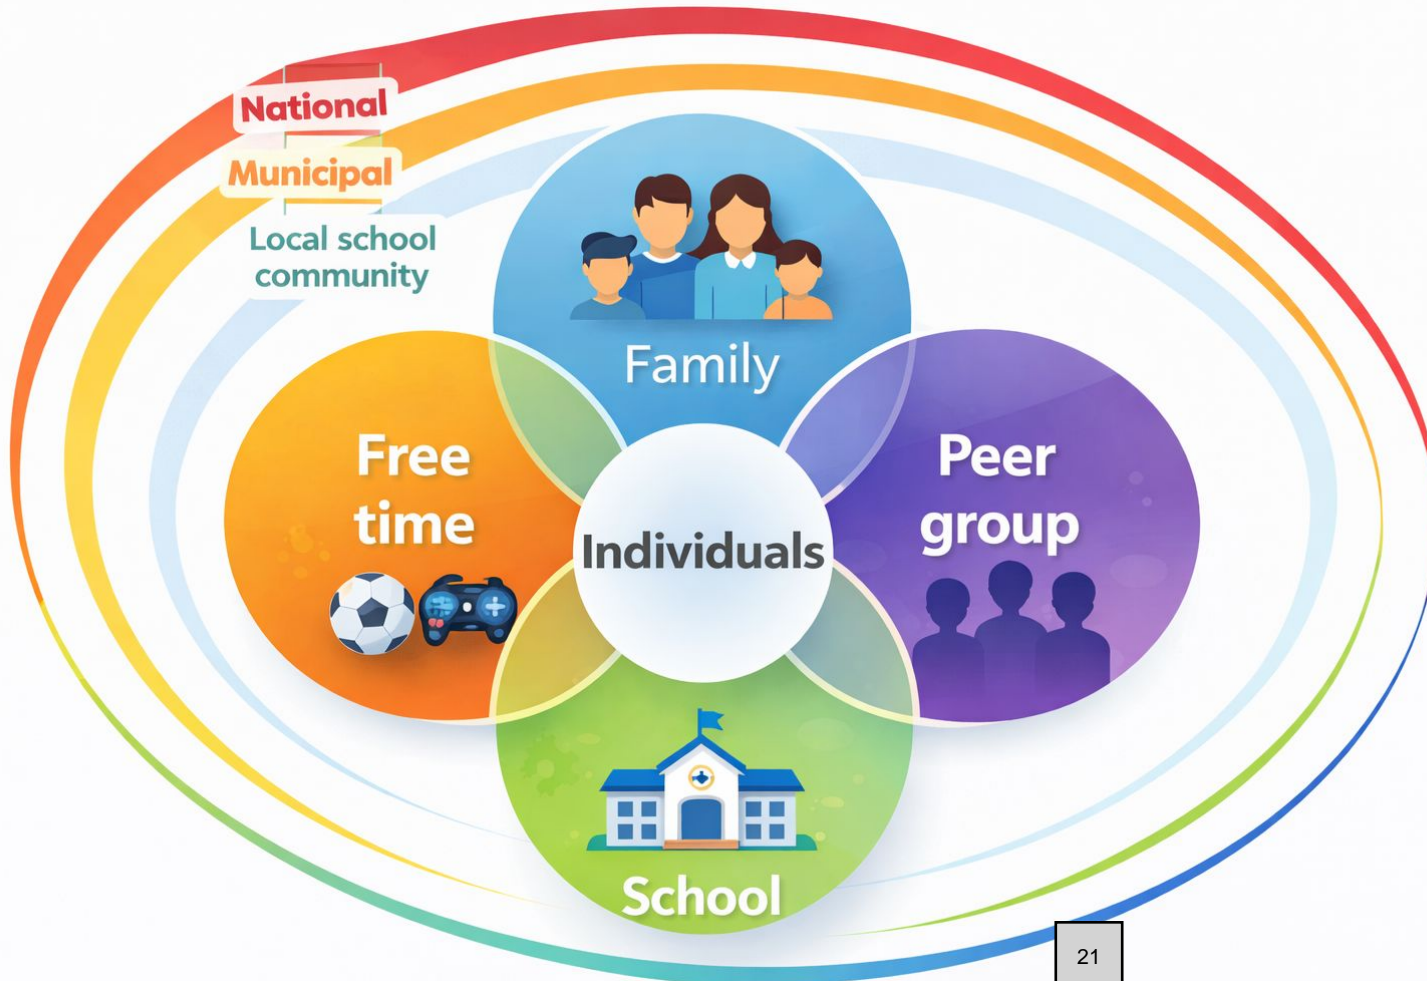 National
Municipal
Local school
community
Family
Free
time
Peer
group
Individuals
School
21